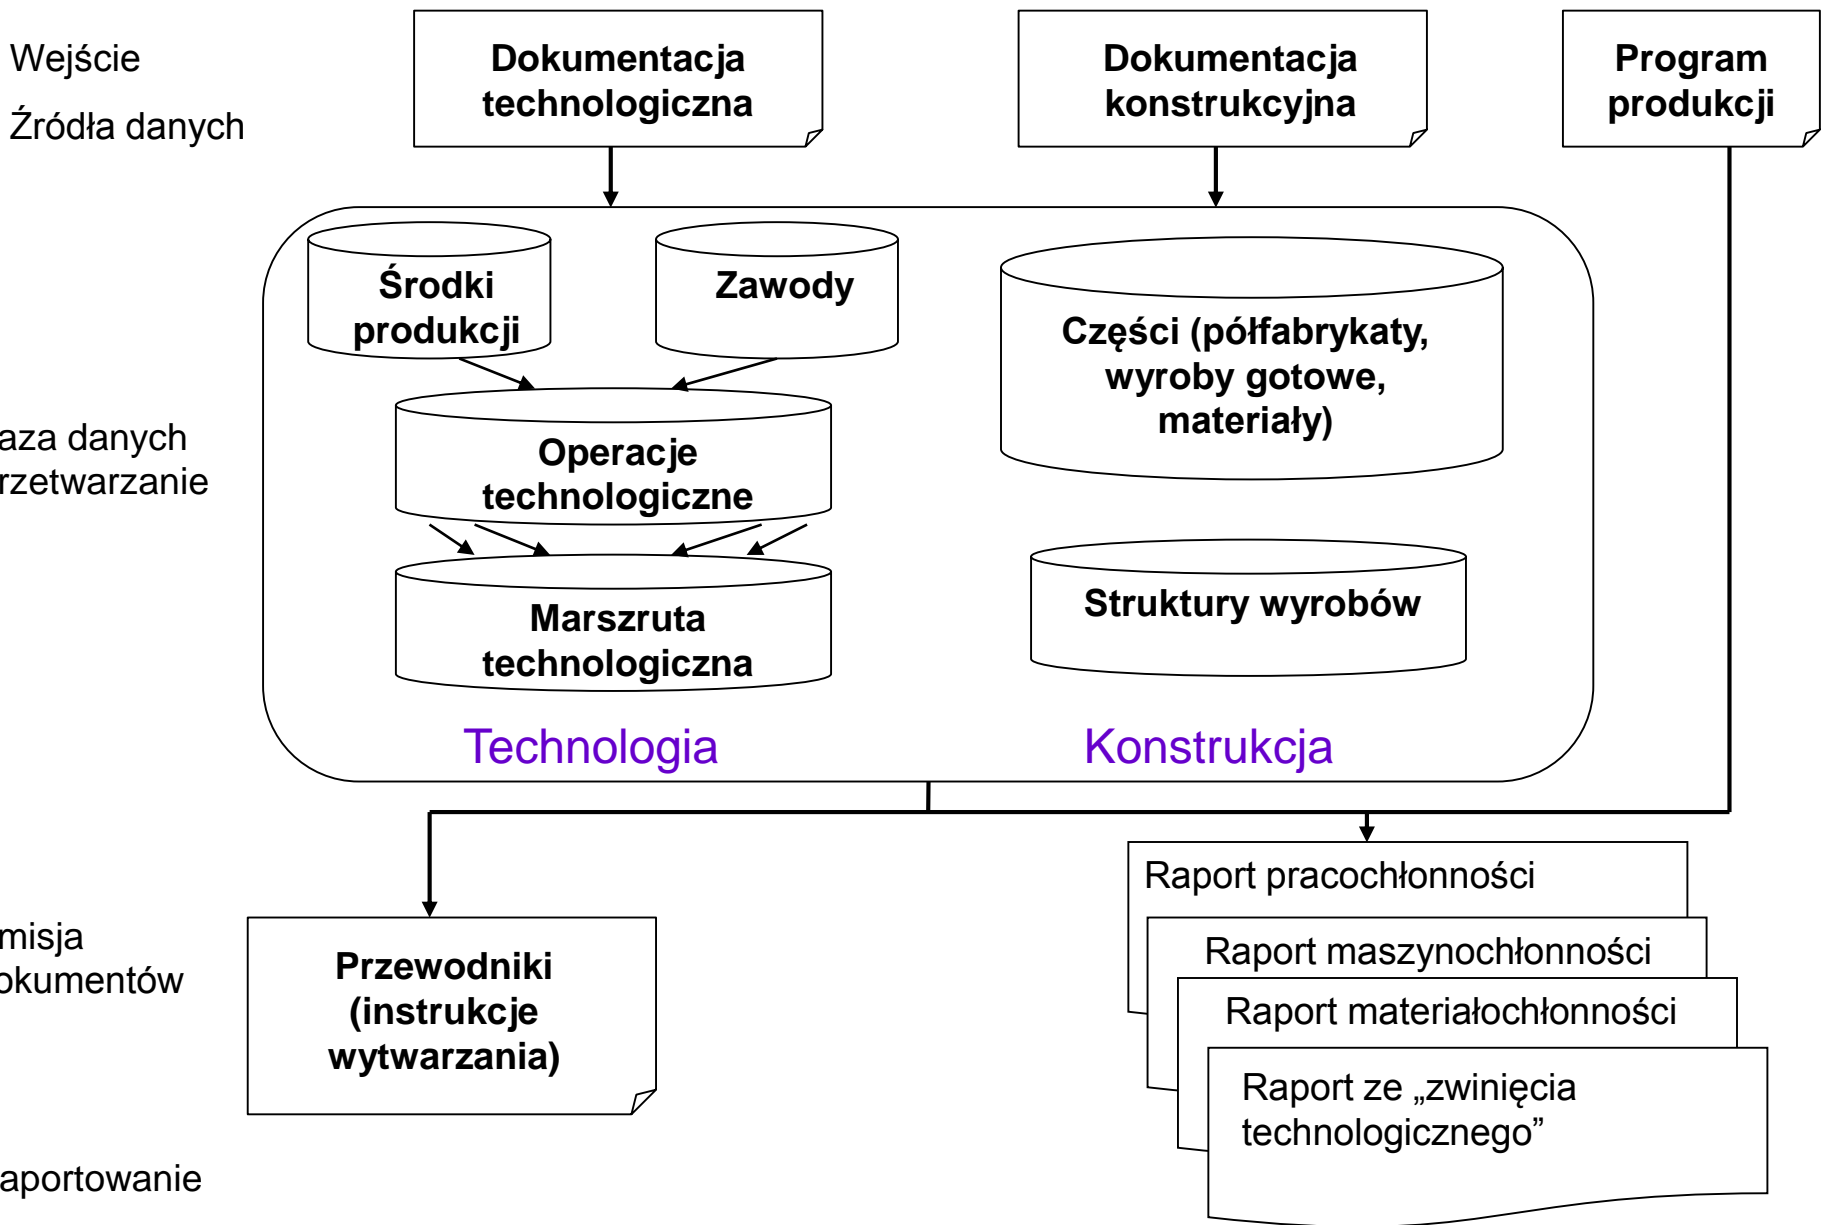 Wejście
Źródła danych
Dokumentacja
technologiczna
Dokumentacja
konstrukcyjna
Program
produkcji
Środki
produkcji
Zawody
Części (półfabrykaty,
wyroby gotowe,
materiały)
aza danych
rzetwarzanie
Operacje
technologiczne
Marszruta
technologiczna
Struktury wyrobów
Technologia
Konstrukcja
misja
okumentów
Przewodniki
(instrukcje
wytwarzania)
Raport pracochłonności
Raport maszynochłonności
Raport materiałochłonności
Raport ze „zwinięcia
technologicznego”
aportowanie